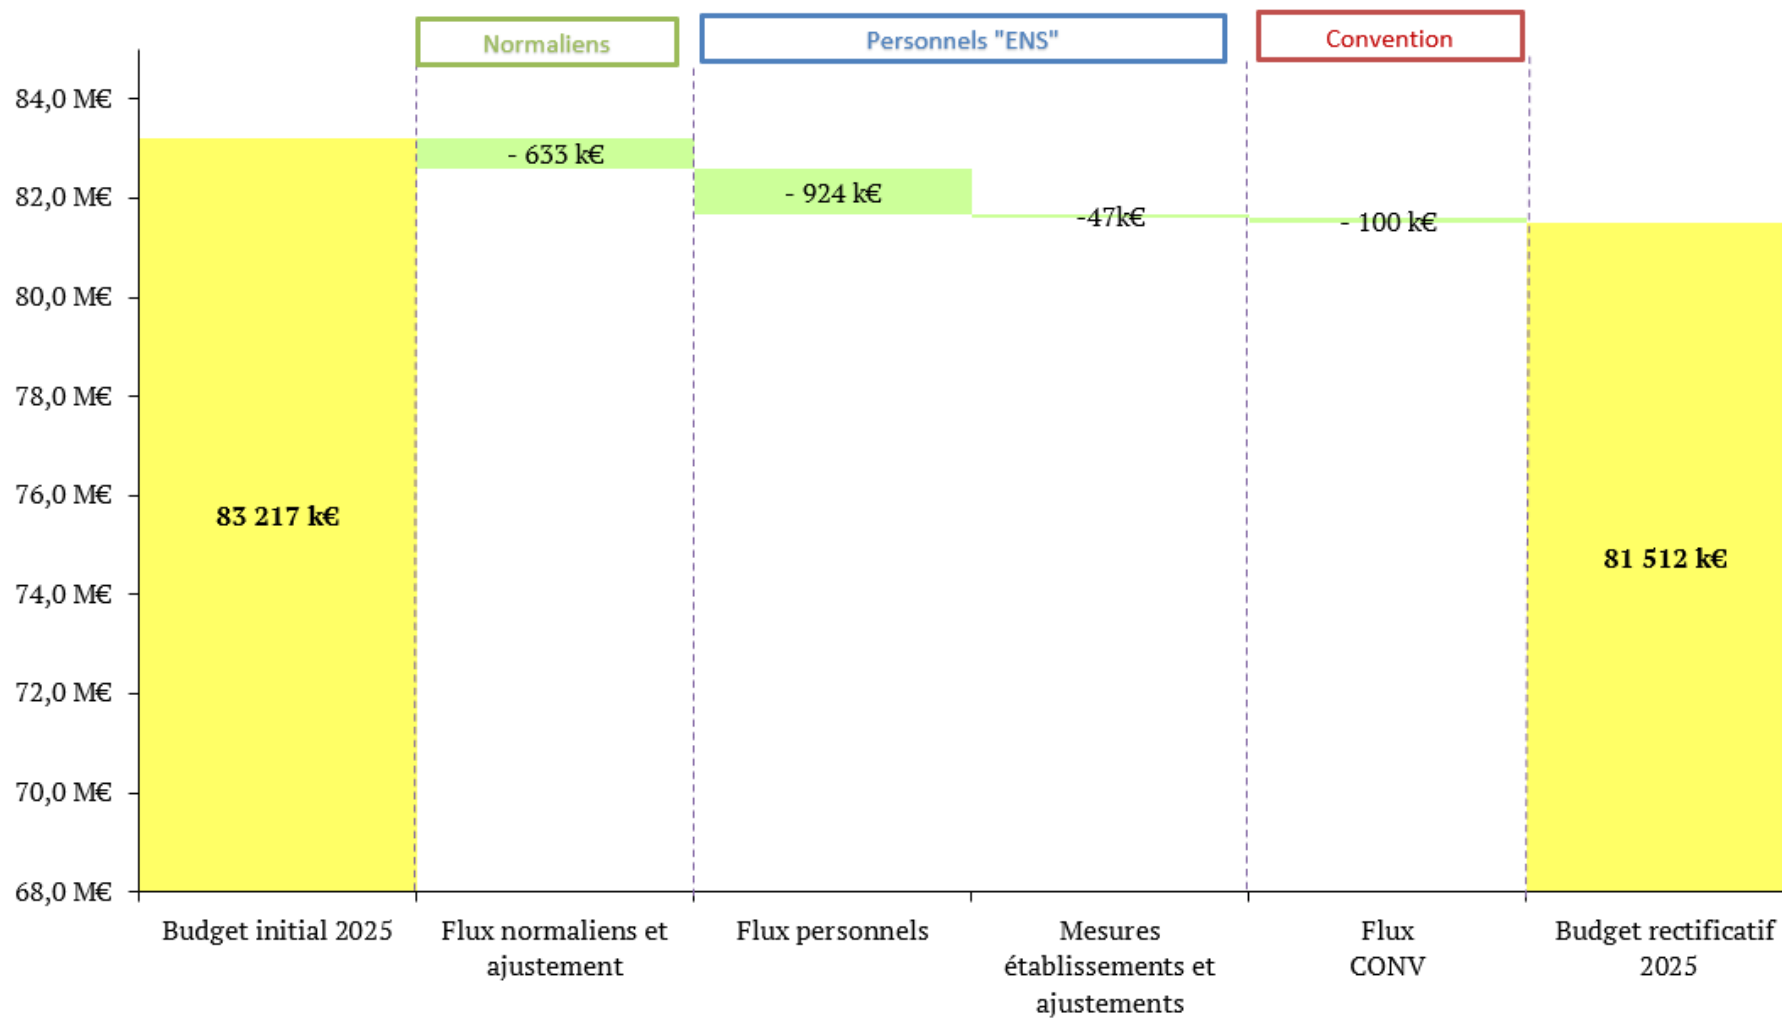 Normaliens
Personnels "ENS"
Convention
84,0 M€
82,0 M€
80,0 M€
78,0 M€
76,0 M€
74,0 M€
72,0 M€
70,0 M€
68,0 M€
83 217 k€
- 633 k€
- 924 k€
-47k€
- 100 k€
81 512 k€
Budget initial 2025
Flux normaliens et
ajustement
Flux personnels
Mesures
établissements et
ajustements
Flux
CONV
Budget rectificatif
2025